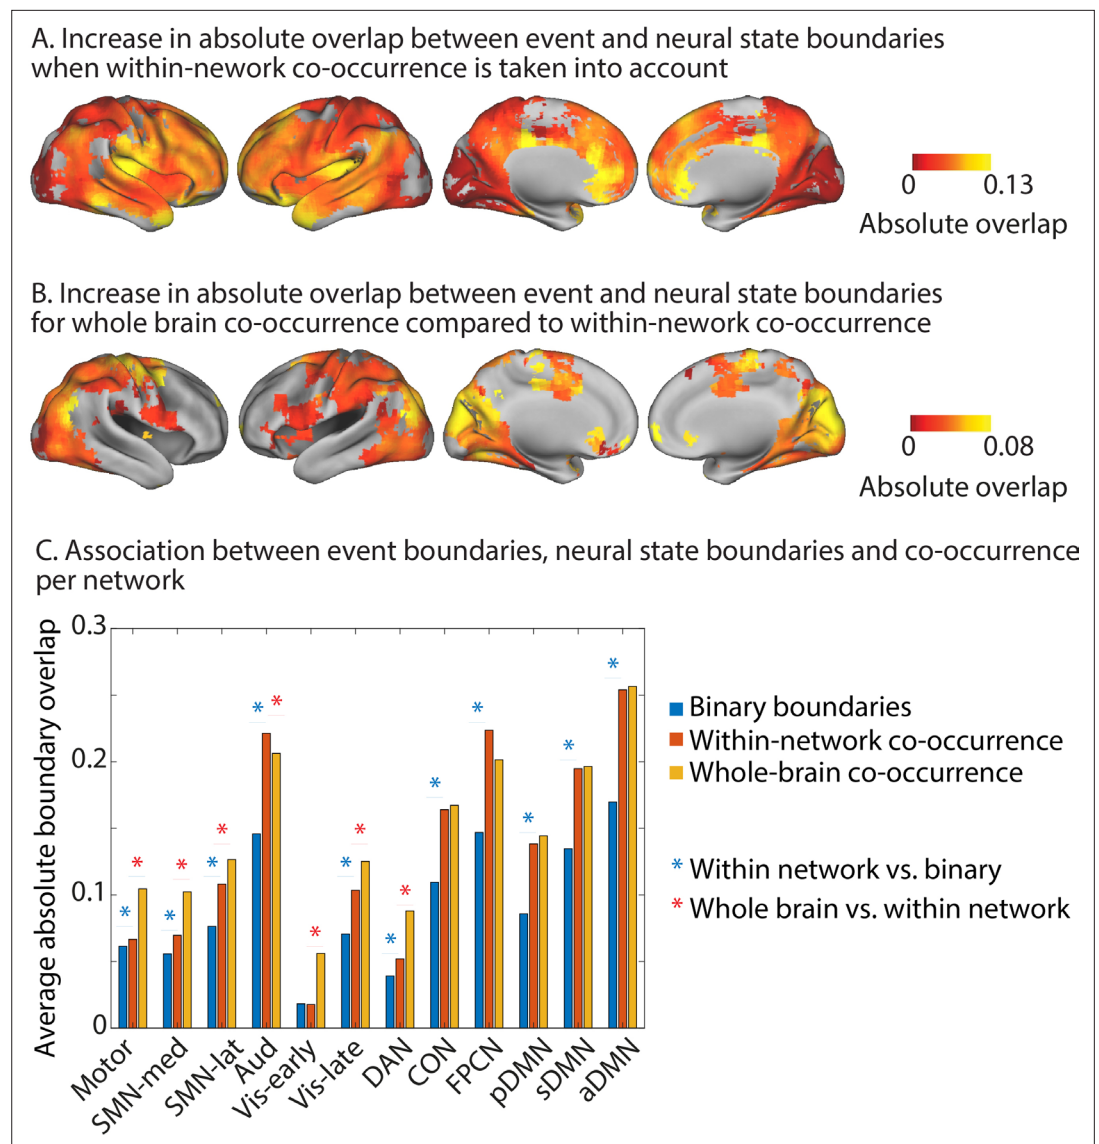 A. Increase in absolute overlap between event and neural state boundaries
when within-nework co-occurrence is taken into account
0
0.13
Absolute overlap
B. Increase in absolute overlap between event and neural state boundaries
for whole brain co-occurrence compared to within-nework co-occurrence
0
0.08
Absolute overlap
C. Association between event boundaries, neural state boundaries and co-occurrence
per network
Average absolute boundary overlap
0.3
0.2
0.1
0
Motor
SMN-med
SMN-lat
Aud
Vis-early
Vis-late
DAN
CON
FPCN
pDMN
sDMN
aDMN
Binary boundaries
Within-network co-occurrence
Whole-brain co-occurrence
* Within network vs. binary
* Whole brain vs. within network